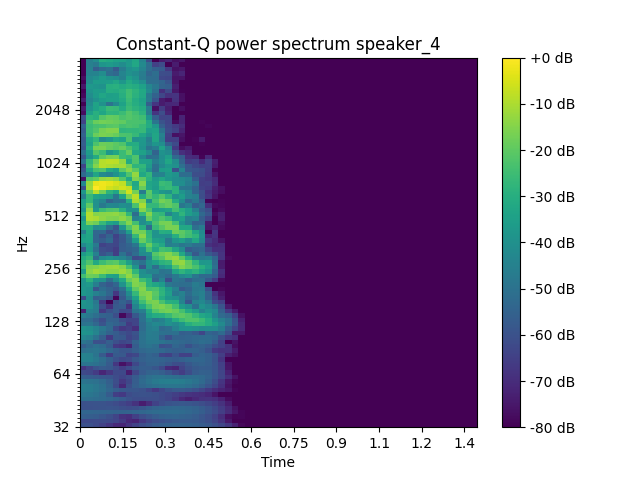 Constant-Q power spectrum speaker_4
Hz
2048
1024
512
256
128
64
32
0 0.15 0.3 0.45 0.6 0.75 0.9 1.1 1.2 1.4
Time
+0 dB
-10 dB
-20 dB
-30 dB
-40 dB
-50 dB
-60 dB
-70 dB
-80 dB